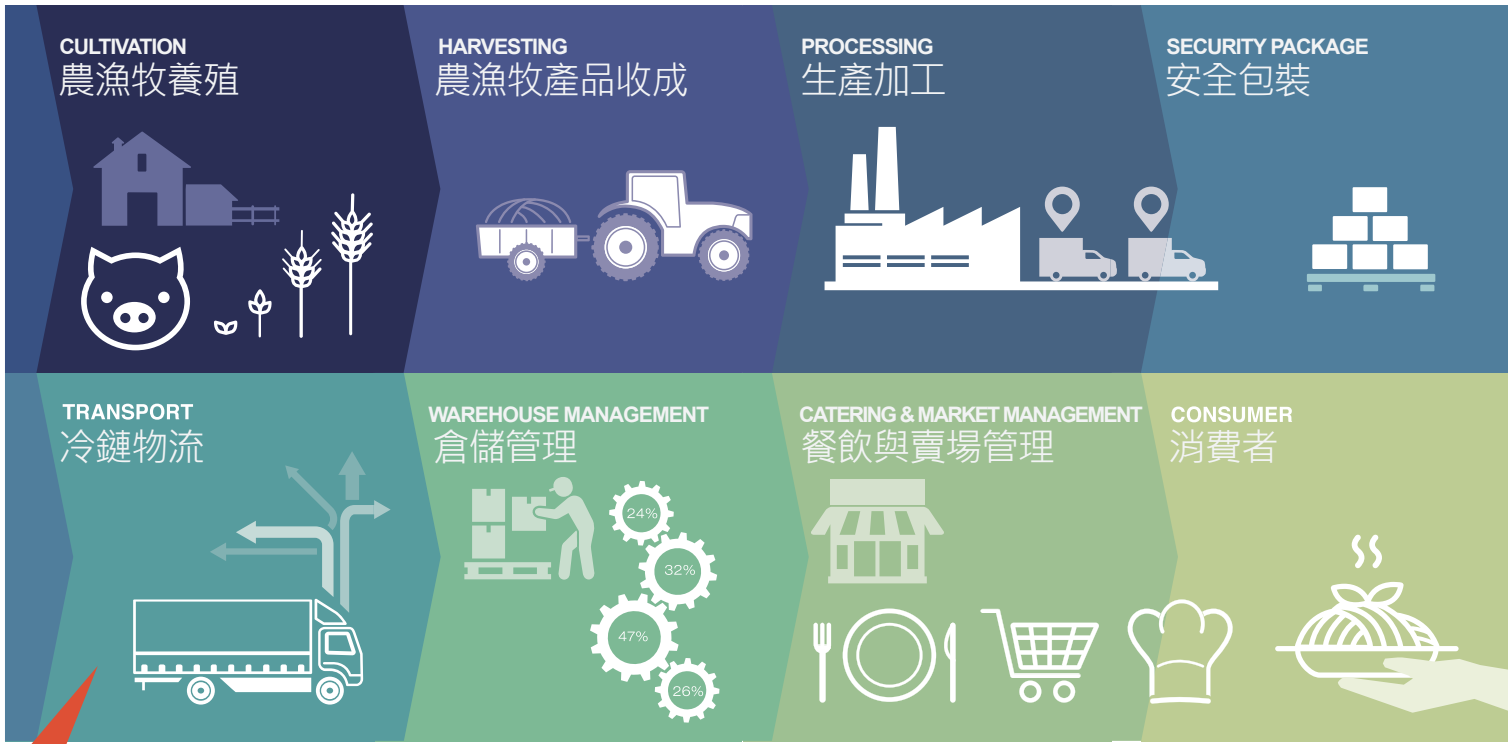 CULTIVATION
農漁牧養殖
HARVESTING
農漁牧產品收成
PROCESSING
生產加工
SECURITY PACKAGE
安全包裝
TRANSPORT
冷鏈物流
WAREHOUSE MANAGEMENT
倉儲管理
24%
32%
47%
26%
CATERING & MARKET MANAGEMENT
餐飲與賣場管理
CONSUMER
消費者